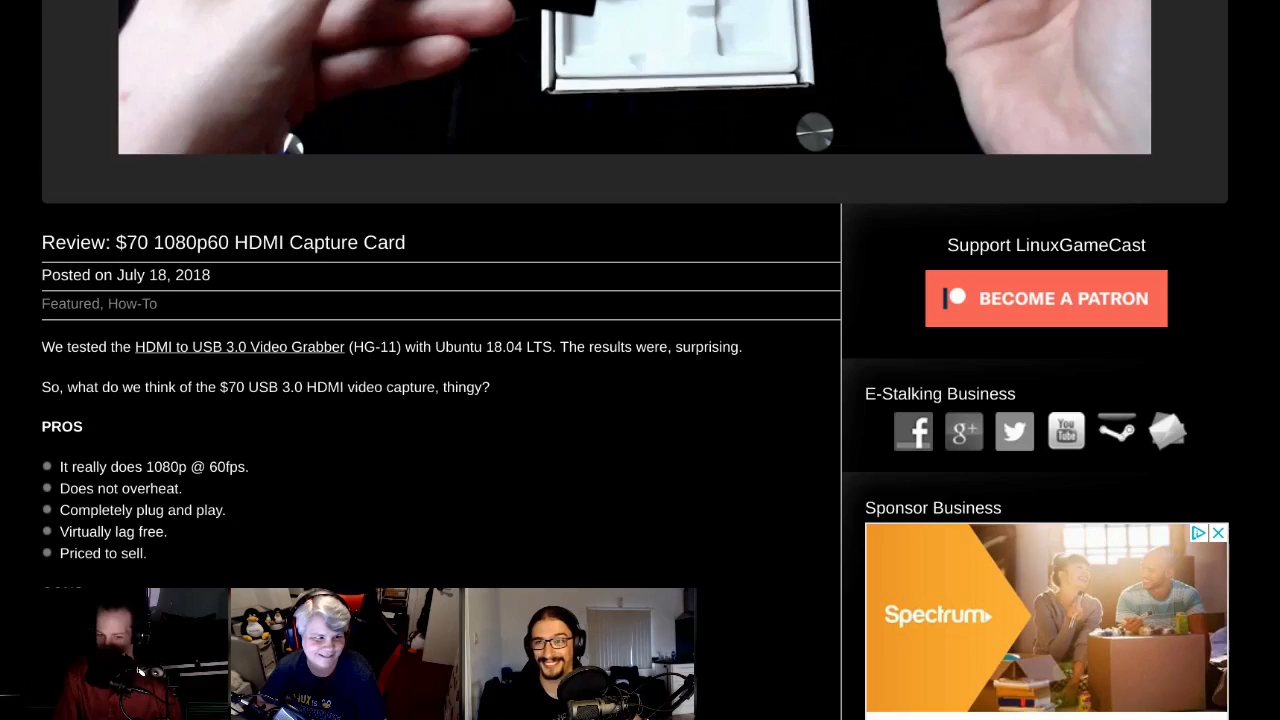 Review: $70 1080p60 HDMI Capture Card
Posted on July 18, 2018
Featured, How-To
We tested the HDMI to USB 3.0 Video Grabber (HG-11) with Ubuntu 18.04 LTS. The results were, surprising.
So, what do we think of the $70 USB 3.0 HDMI video capture, thingy?
PROS
It really does 1080p @ 60fps.
Does not overheat.
Completely plug and play.
Virtually lag free.
Priced to sell.
Support LinuxGameCast
BECOME A PATRON
E-Stalking Business
f
g+
You
Tube
Sponsor Business
Spectrum